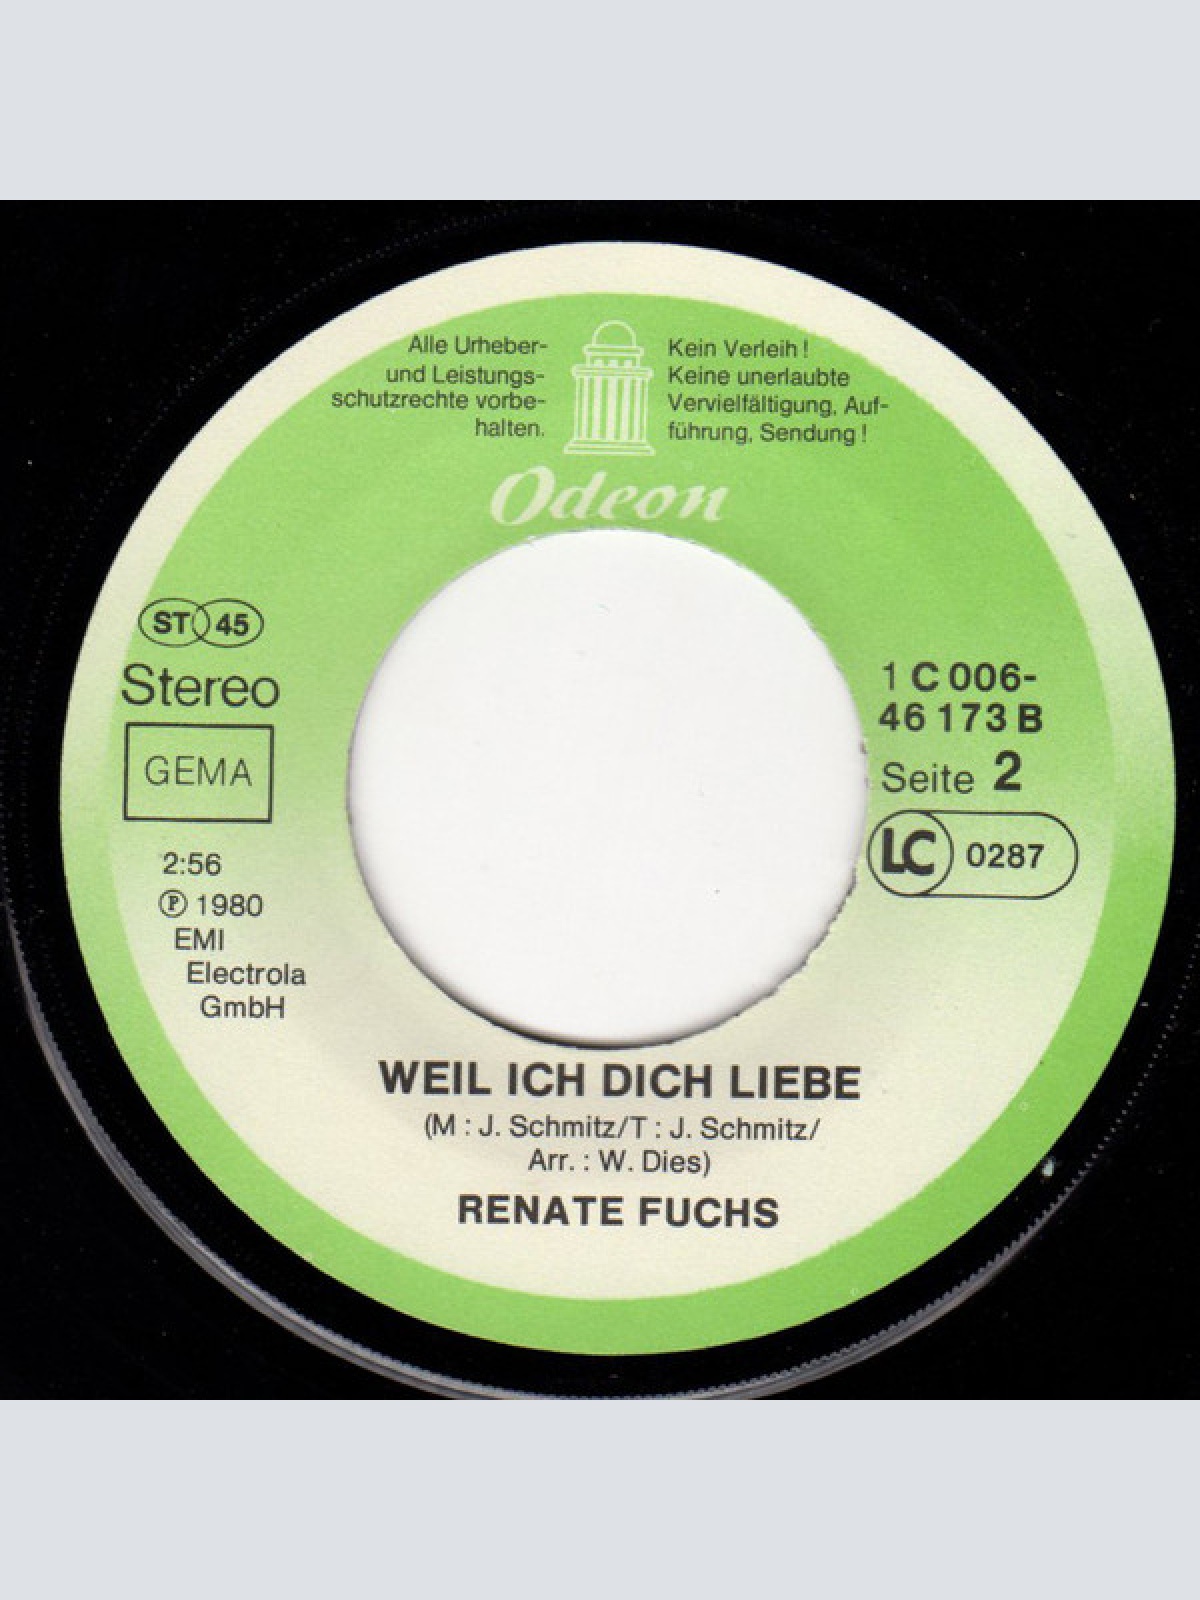 Alle Urheber-
und Leistungs-
schutzrechte vorbe-
halten.
Kein Verleih!
Keine unerlaubte
Vervielfältigung, Auf-
führung, Sendung!
Odeon
ST 45
Stereo
GEMA
2:56
℗ 1980
EMI
Electrola
GmbH
1 C 006-
46 173 B
Seite 2
LC 0287
WEIL ICH DICH LIEBE
(M : J. Schmitz/T : J. Schmitz/
Arr. : W. Dies)
RENATE FUCHS